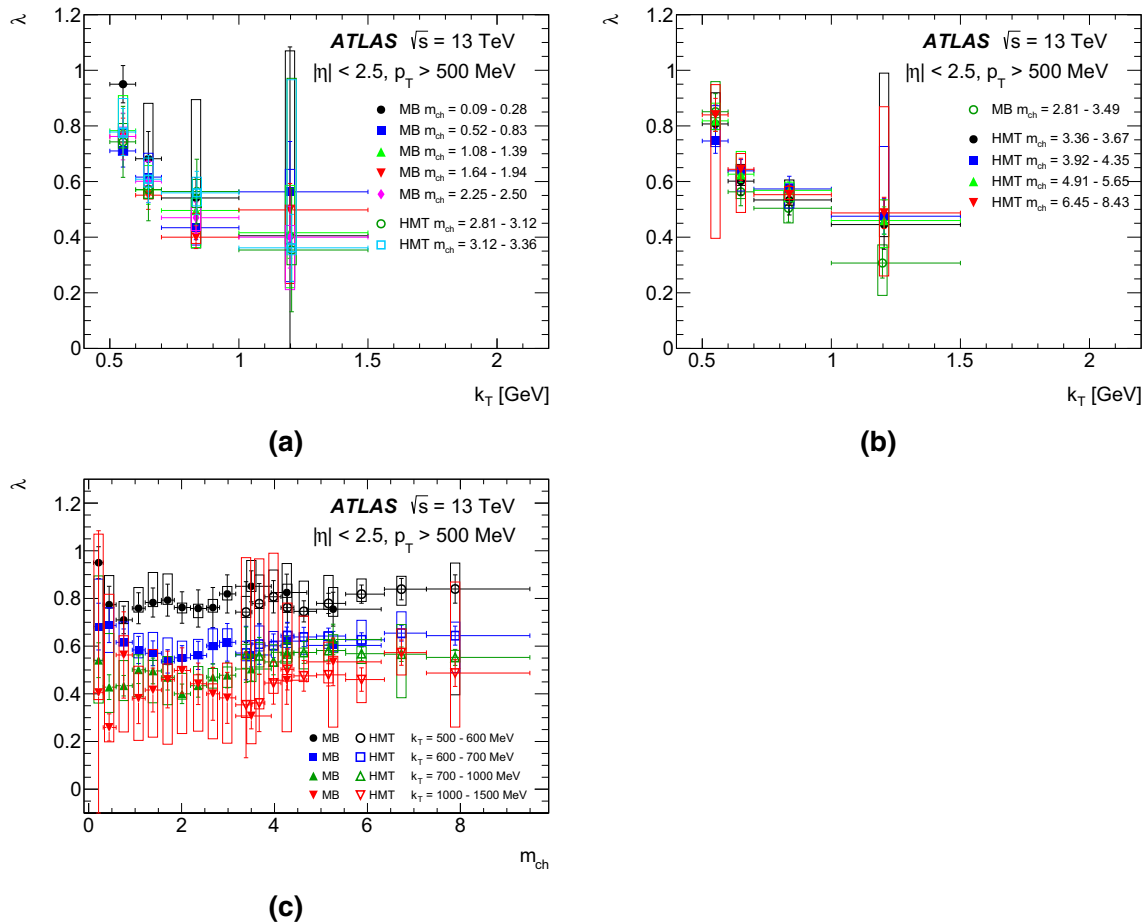 λ
1.2
1
0.8
0.6
0.4
0.2
0
0.5
1
1.5
2
k_T [GeV]
ATLAS √s = 13 TeV
|η| < 2.5, p_T > 500 MeV
MB m_ch = 0.09 - 0.28
MB m_ch = 0.52 - 0.83
MB m_ch = 1.08 - 1.39
MB m_ch = 1.64 - 1.94
MB m_ch = 2.25 - 2.50
HMT m_ch = 2.81 - 3.12
HMT m_ch = 3.12 - 3.36
(a)
λ
1.2
1
0.8
0.6
0.4
0.2
0
0.5
1
1.5
2
k_T [GeV]
ATLAS √s = 13 TeV
|η| < 2.5, p_T > 500 MeV
MB m_ch = 2.81 - 3.49
HMT m_ch = 3.36 - 3.67
HMT m_ch = 3.92 - 4.35
HMT m_ch = 4.91 - 5.65
HMT m_ch = 6.45 - 8.43
(b)
λ
1.2
1
0.8
0.6
0.4
0.2
0
ATLAS √s = 13 TeV
|η| < 2.5, p_T > 500 MeV
MB HMT k_T = 500 - 600 MeV
MB HMT k_T = 600 - 700 MeV
MB HMT k_T = 700 - 1000 MeV
MB HMT k_T = 1000 - 1500 MeV
0 2 4 6 8
m_ch
(c)